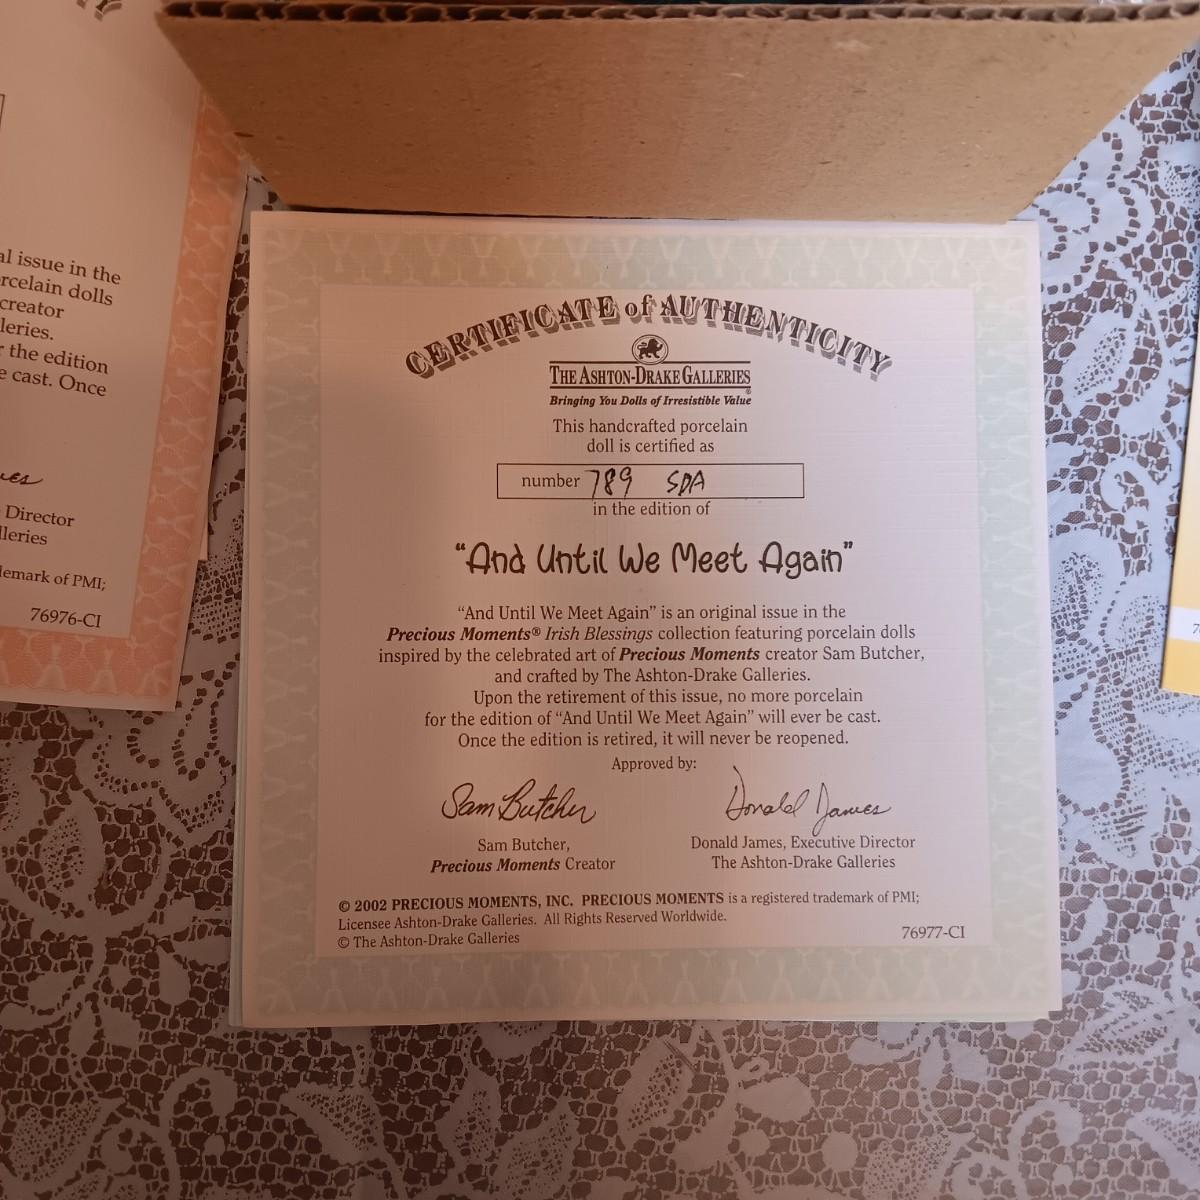 al issue in the
rcelain dolls
creator
leries.
r the edition
e cast. Once
Director
lleries
demark of PMI;
76976-CI
CERTIFICATE of AUTHENTICITY
THE ASHTON-DRAKE GALLERIES®
Bringing You Dolls of Irresistible Value
This handcrafted porcelain
doll is certified as
number 789 SDA
in the edition of
“And Until We Meet Again”
“And Until We Meet Again” is an original issue in the
Precious Moments® Irish Blessings collection featuring porcelain dolls
inspired by the celebrated art of Precious Moments creator Sam Butcher,
and crafted by The Ashton-Drake Galleries.
Upon the retirement of this issue, no more porcelain
for the edition of “And Until We Meet Again” will ever be cast.
Once the edition is retired, it will never be reopened.
Approved by:
Sam Butcher Donald James
Sam Butcher, Donald James, Executive Director
Precious Moments Creator The Ashton-Drake Galleries
© 2002 PRECIOUS MOMENTS, INC. PRECIOUS MOMENTS is a registered trademark of PMI;
Licensee Ashton-Drake Galleries. All Rights Reserved Worldwide.
© The Ashton-Drake Galleries 76977-CI